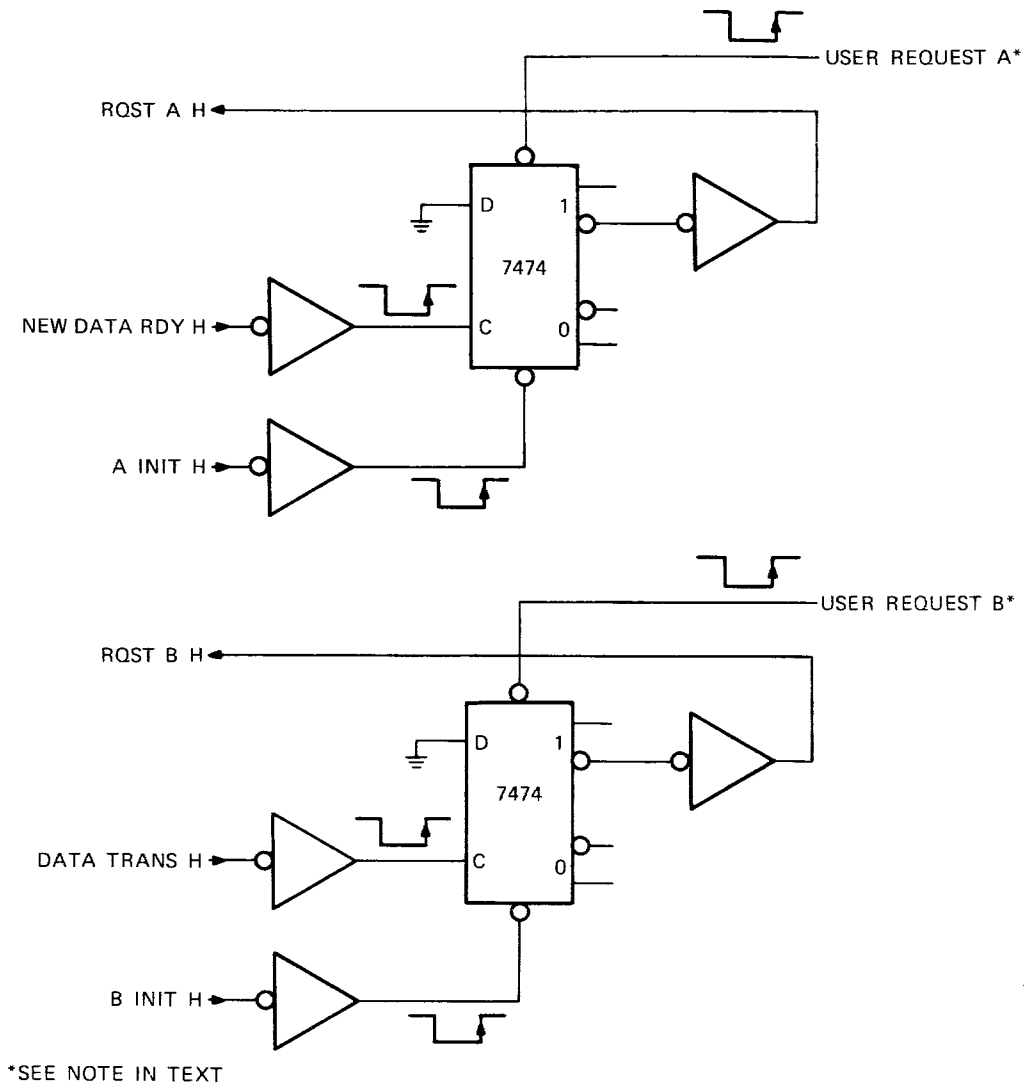 USER REQUEST A*
RQST A H
D 1
7474
NEW DATA RDY H
C 0
A INIT H
USER REQUEST B*
RQST B H
D 1
7474
DATA TRANS H
C 0
B INIT H
*SEE NOTE IN TEXT